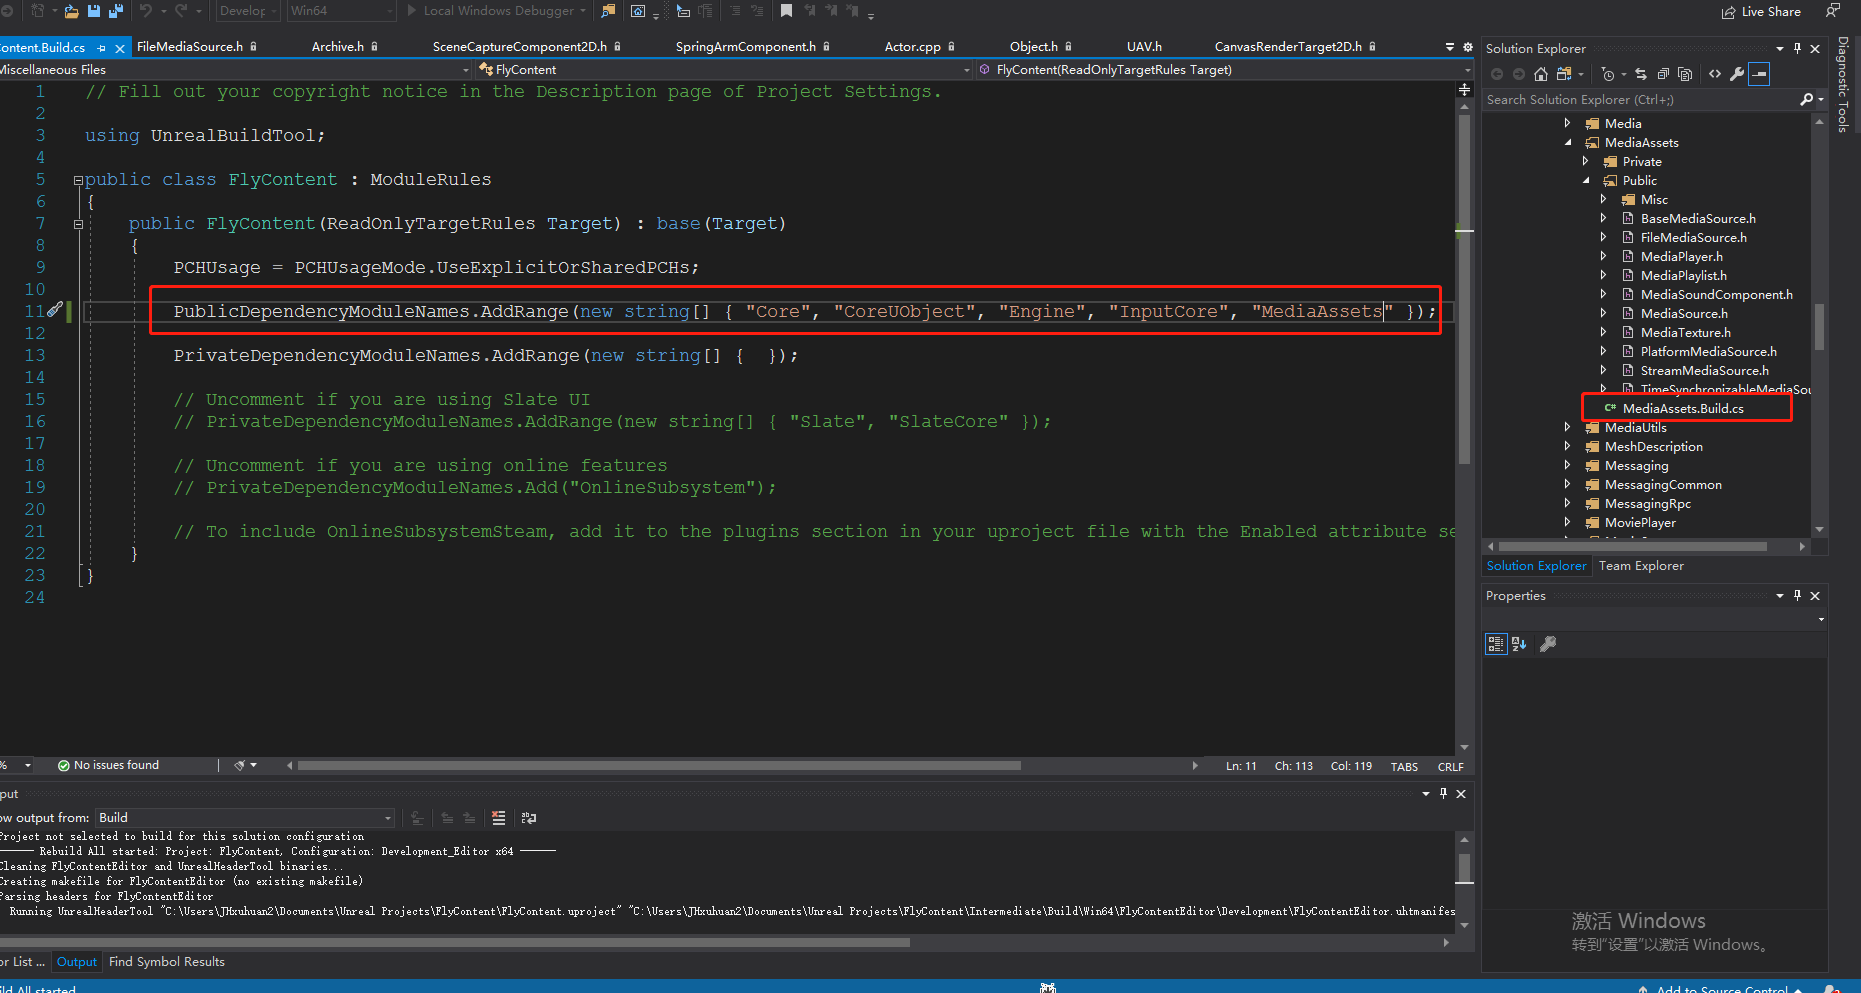 Develop
Win64
Local Windows Debugger
Live Share
ontent.Build.cs
FileMediaSource.h
Archive.h
SceneCaptureComponent2D.h
SpringArmComponent.h
Actor.cpp
Object.h
UAV.h
CanvasRenderTarget2D.h
Miscellaneous Files
FlyContent
FlyContent(ReadOnlyTargetRules Target)
1 // Fill out your copyright notice in the Description page of Project Settings.
2
3 using UnrealBuildTool;
4
5 public class FlyContent : ModuleRules
6 {
7 public FlyContent(ReadOnlyTargetRules Target) : base(Target)
8 {
9 PCHUsage = PCHUsageMode.UseExplicitOrSharedPCHs;
10
11 PublicDependencyModuleNames.AddRange(new string[] { "Core", "CoreUObject", "Engine", "InputCore", "MediaAssets" });
12
13 PrivateDependencyModuleNames.AddRange(new string[] {  });
14
15 // Uncomment if you are using Slate UI
16 // PrivateDependencyModuleNames.AddRange(new string[] { "Slate", "SlateCore" });
17
18 // Uncomment if you are using online features
19 // PrivateDependencyModuleNames.Add("OnlineSubsystem");
20
21 // To include OnlineSubsystemSteam, add it to the plugins section in your uproject file with the Enabled attribute se
22 }
23 }
24
% No issues found
Ln: 11 Ch: 113 Col: 119 TABS CRLF
put
ow output from: Build
Project not selected to build for this solution configuration
------ Rebuild All started: Project: FlyContent, Configuration: Development_Editor x64 ------
Cleaning FlyContentEditor and UnrealHeaderTool binaries...
Creating makefile for FlyContentEditor (no existing makefile)
Parsing headers for FlyContentEditor
Running UnrealHeaderTool "C:\Users\JHxuhuan2\Documents\Unreal Projects\FlyContent\FlyContent.uproject" "C:\Users\JHxuhuan2\Documents\Unreal Projects\FlyContent\Intermediate\Build\Win64\FlyContentEditor\Development\FlyContentEditor.uhtmanifes
or List ...
Output
Find Symbol Results
ild All started
Solution Explorer
Search Solution Explorer (Ctrl+;)
Media
MediaAssets
Private
Public
Misc
BaseMediaSource.h
FileMediaSource.h
MediaPlayer.h
MediaPlaylist.h
MediaSoundComponent.h
MediaSource.h
MediaTexture.h
PlatformMediaSource.h
StreamMediaSource.h
TimeSynchronizableMediaSou
C# MediaAssets.Build.cs
MediaUtils
MeshDescription
Messaging
MessagingCommon
MessagingRpc
MoviePlayer
Solution Explorer
Team Explorer
Properties
激活 Windows
转到“设置”以激活 Windows。
Add to Source Control
Diagnostic Tools